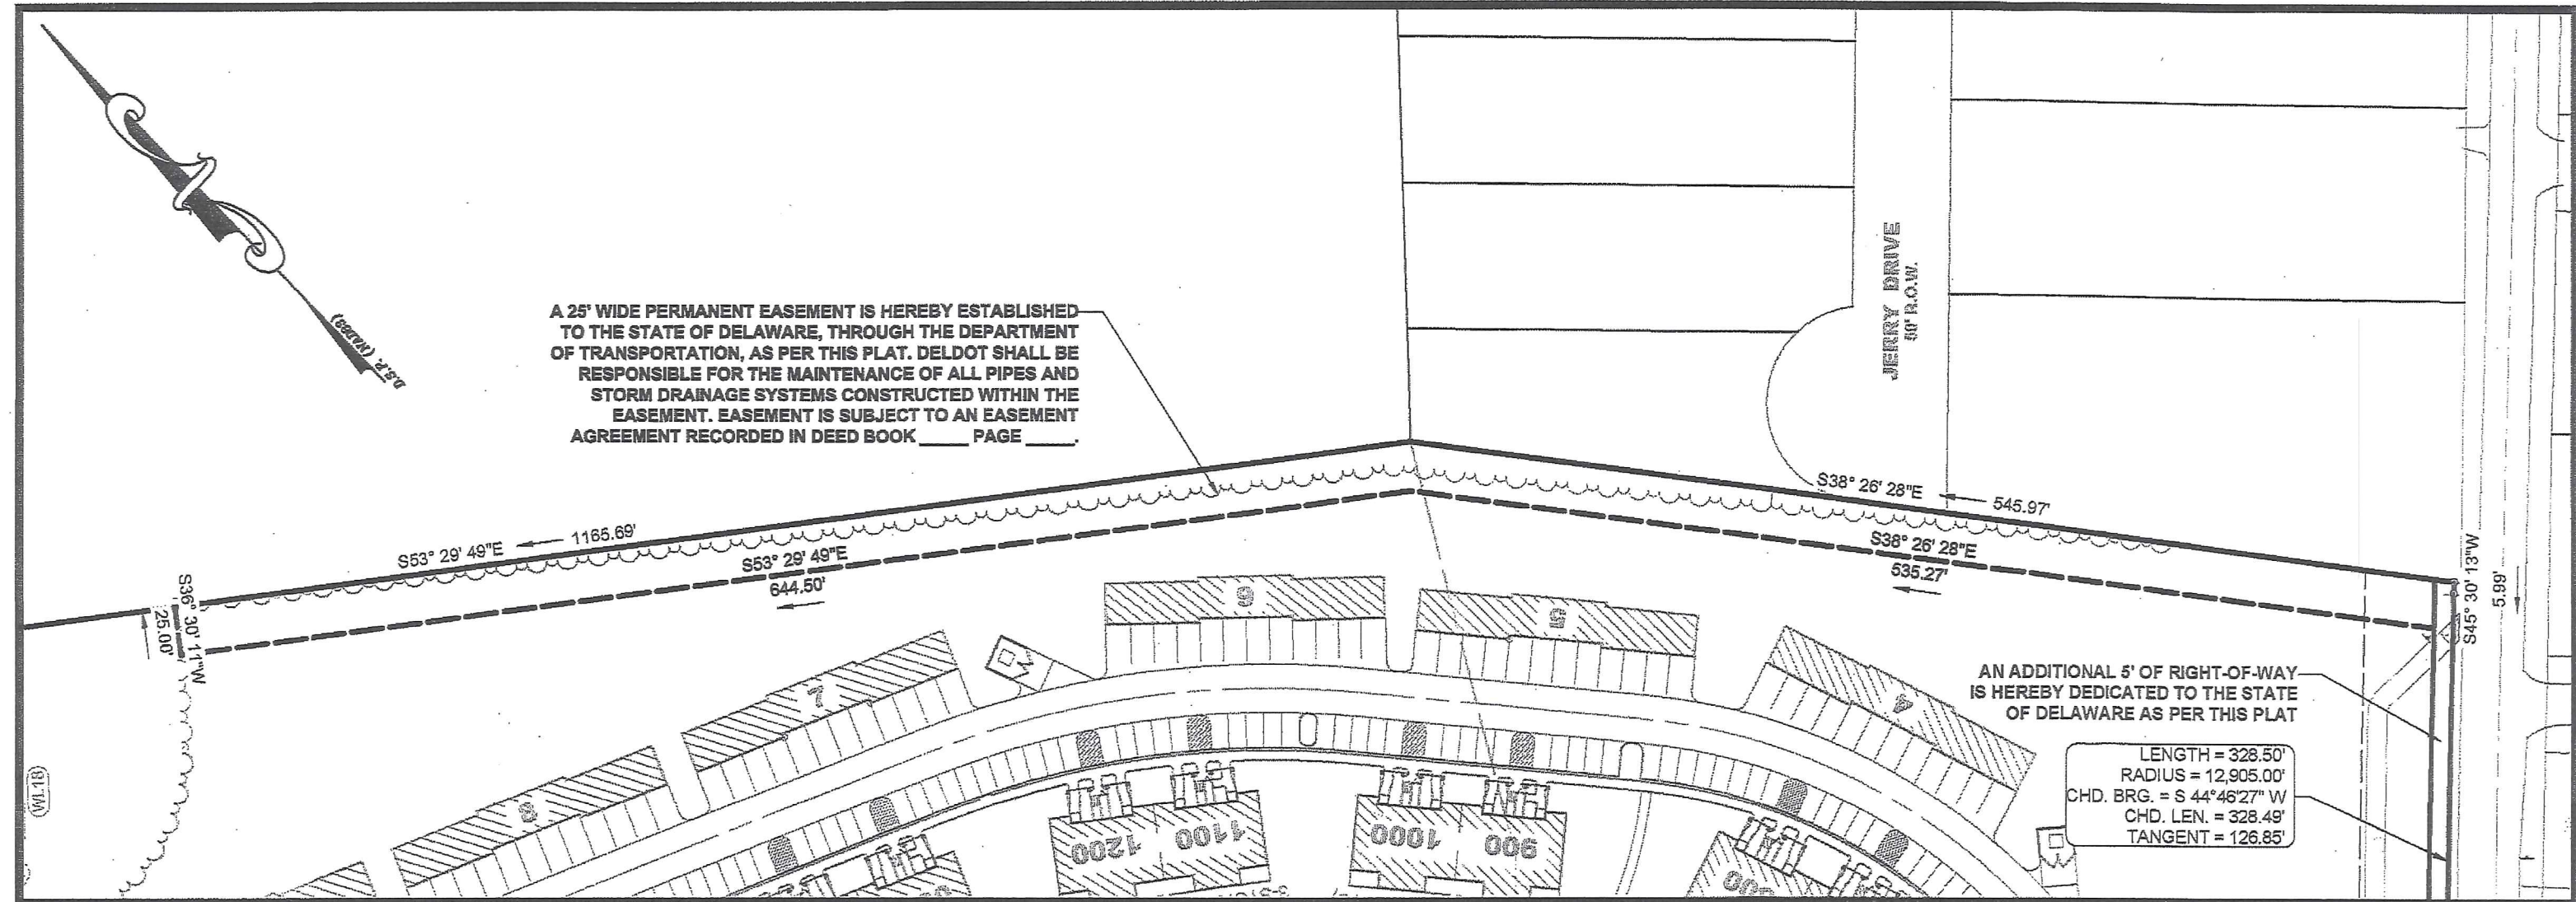 D.S.P. (NAD83)
A 25' WIDE PERMANENT EASEMENT IS HEREBY ESTABLISHED
TO THE STATE OF DELAWARE, THROUGH THE DEPARTMENT
OF TRANSPORTATION, AS PER THIS PLAT. DELDOT SHALL BE
RESPONSIBLE FOR THE MAINTENANCE OF ALL PIPES AND
STORM DRAINAGE SYSTEMS CONSTRUCTED WITHIN THE
EASEMENT. EASEMENT IS SUBJECT TO AN EASEMENT
AGREEMENT RECORDED IN DEED BOOK _____ PAGE _____.
JERRY DRIVE
R.O.W.
S38° 26' 28"E
545.97'
S53° 29' 49"E
1165.69'
S53° 29' 49"E
644.50'
S38° 26' 28"E
535.27'
S36° 30' 11"W
25.00'
S45° 30' 13"W
5.99'
6
5
7
4
8
AN ADDITIONAL 5' OF RIGHT-OF-WAY
IS HEREBY DEDICATED TO THE STATE
OF DELAWARE AS PER THIS PLAT
LENGTH = 328.50'
RADIUS = 12,905.00'
CHD. BRG. = S 44°46'27" W
CHD. LEN. = 328.49'
TANGENT = 126.85'
WL18
1200
1100
1000
900